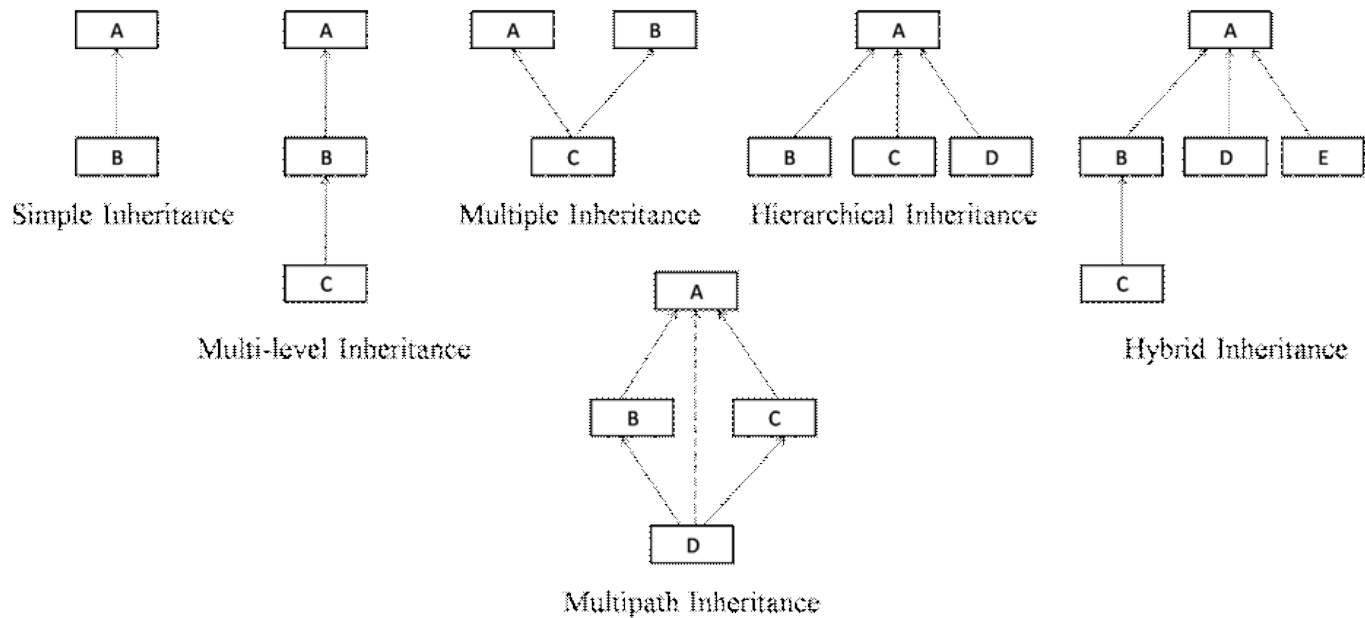 A A A B A A
B B C B C D B D E
Simple Inheritance Multiple Inheritance Hierarchical Inheritance
C A C
Multi-level Inheritance Hybrid Inheritance
B C
D
Multipath Inheritance